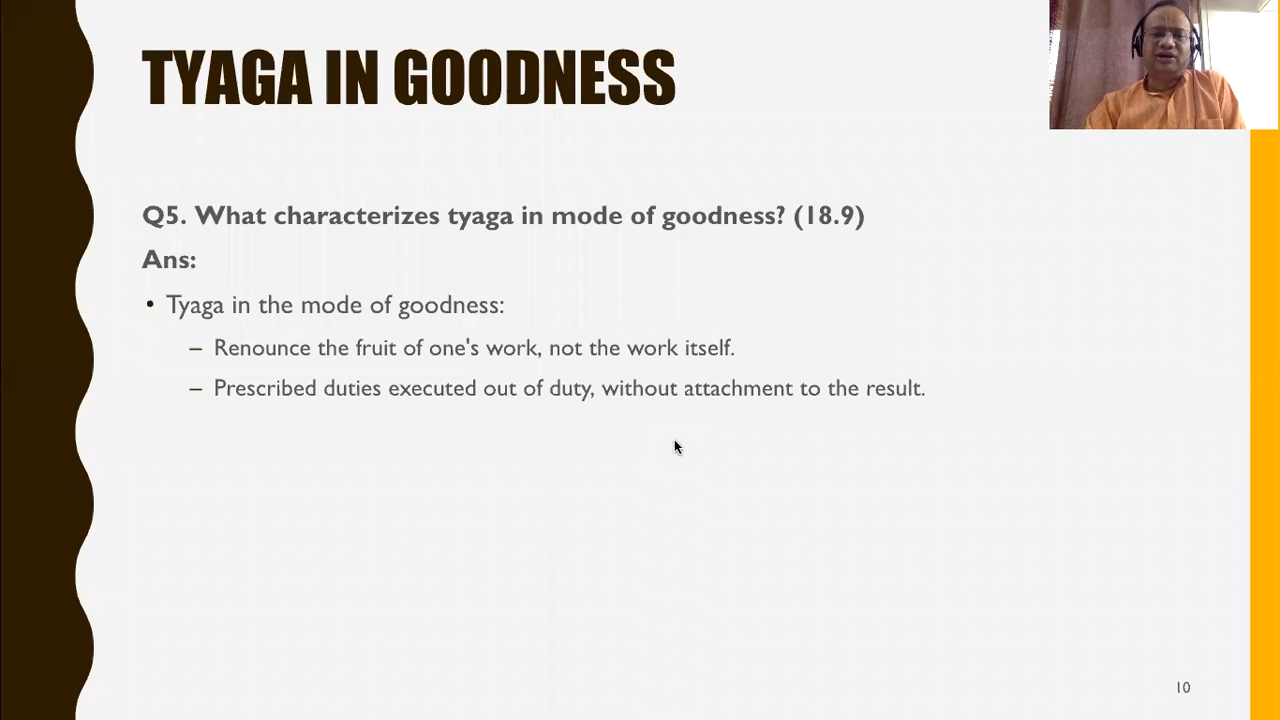 TYAGA IN GOODNESS
Q5. What characterizes tyaga in mode of goodness? (18.9)
Ans:
• Tyaga in the mode of goodness:
– Renounce the fruit of one's work, not the work itself.
– Prescribed duties executed out of duty, without attachment to the result.
10